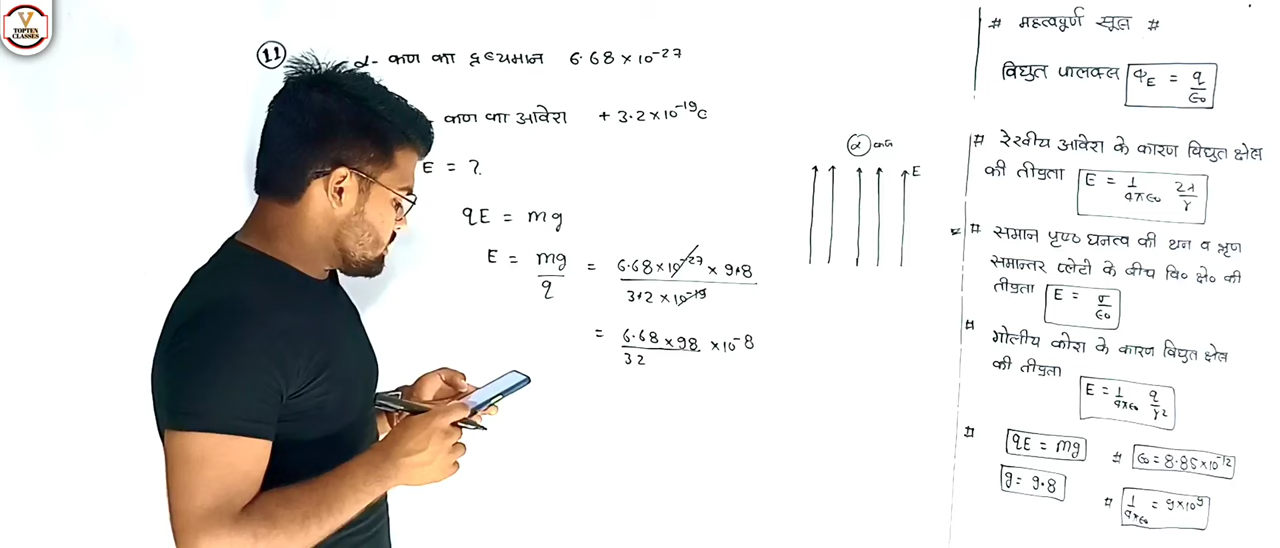 V
TOPTEN
CLASSES
11
α- कण का द्रव्यमान 6.68 × 10⁻²⁷
- कण का आवेश + 3.2 × 10⁻¹⁹C
E = ?
qE = mg
E = mg/q = 6.68 × 10⁻²⁷ × 9.8 / 3.2 × 10⁻¹⁹
= 6.68 × 98 / 32 × 10⁻⁸
α कण
E
# महत्वपूर्ण सूत्र #
विद्युत फ्लक्स ΦE = q/ϵ₀
# रेखीय आवेश के कारण विद्युत क्षेत्र
की तीव्रता E = 1/4πϵ₀ 2λ/r
# समान पृष्ठ घनत्व की धन व ऋण
समान्तर प्लेटो के बीच वि० क्षे० की
तीव्रता E = σ/ϵ₀
# गोलीय कोश के कारण विद्युत क्षेत्र
की तीव्रता
E = 1/4πϵ₀ q/r²
# qE = mg # ϵ₀ = 8.85 × 10⁻¹²
g = 9.8
# 1/4πϵ₀ = 9 × 10⁹